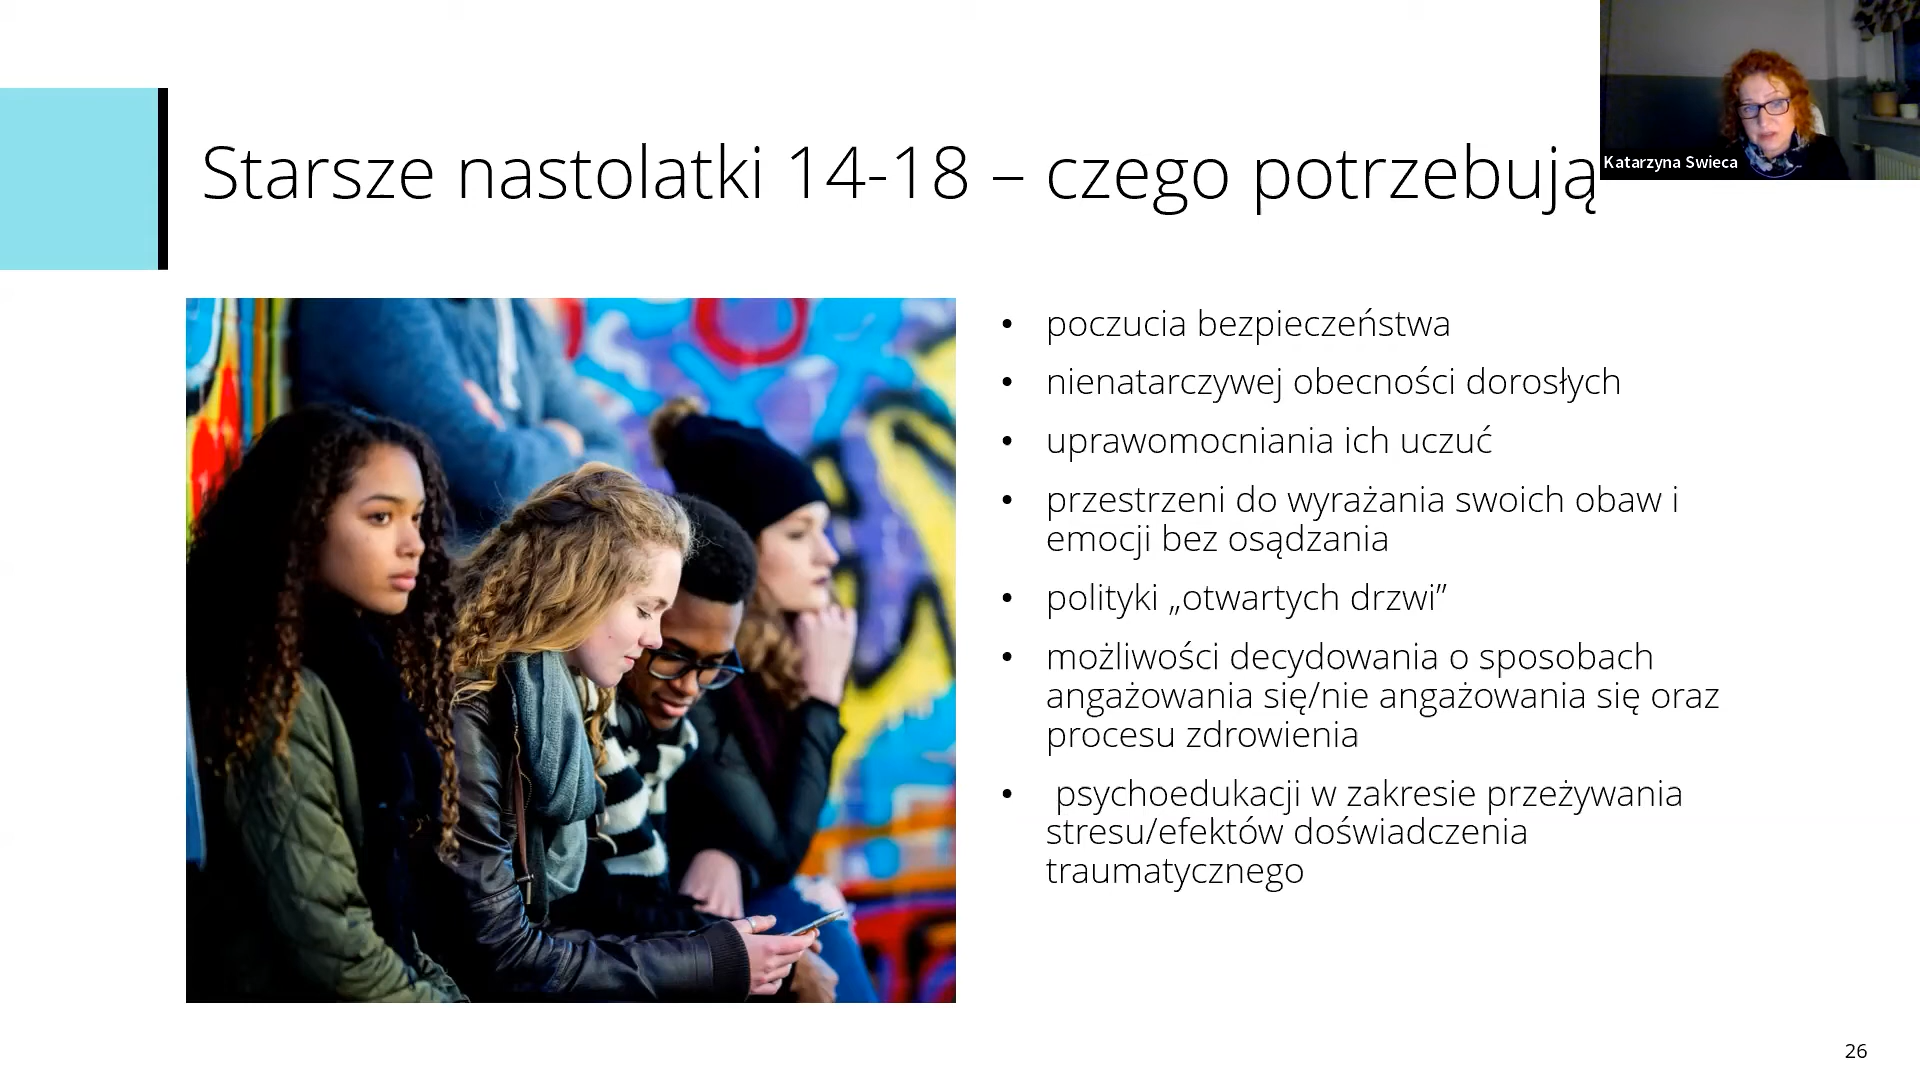 Starsze nastolatki 14-18 – czego potrzebują
Katarzyna Swieca
• poczucia bezpieczeństwa
• nienatarczywej obecności dorosłych
• uprawomocniania ich uczuć
• przestrzeni do wyrażania swoich obaw i
emocji bez osądzania
• polityki „otwartych drzwi”
• możliwości decydowania o sposobach
angażowania się/nie angażowania się oraz
procesu zdrowienia
• psychoedukacji w zakresie przeżywania
stresu/efektów doświadczenia
traumatycznego
26